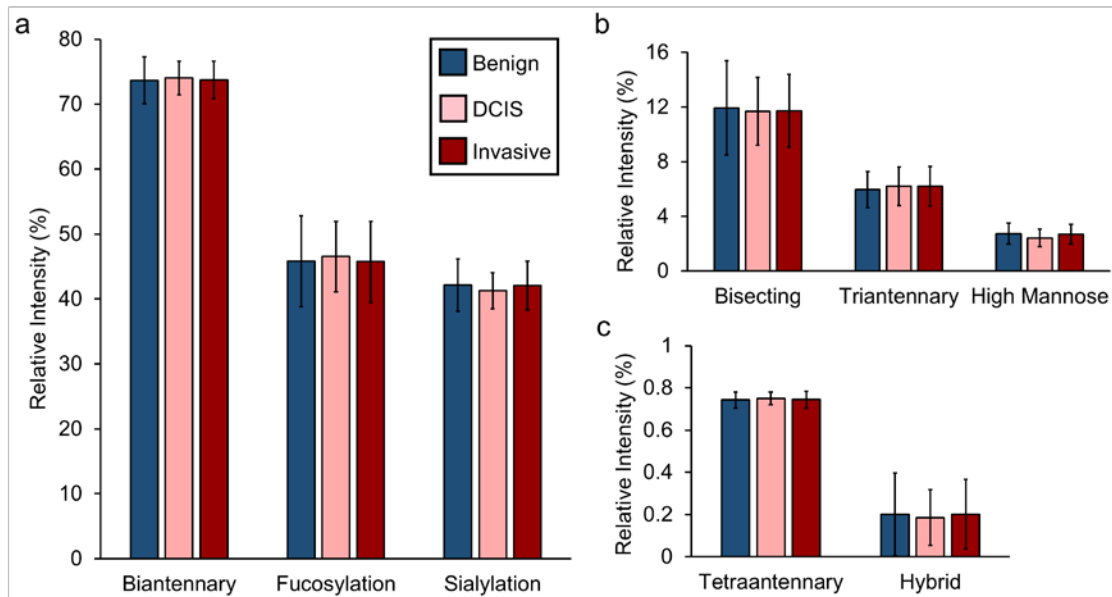 a
Relative Intensity (%)
80
70
60
50
40
30
20
10
0
Biantennary Fucosylation Sialylation
Benign
DCIS
Invasive
b
Relative Intensity (%)
16
12
8
4
0
Bisecting Triantennary High Mannose
c
Relative Intensity (%)
1
0.8
0.6
0.4
0.2
0
Tetraantennary Hybrid